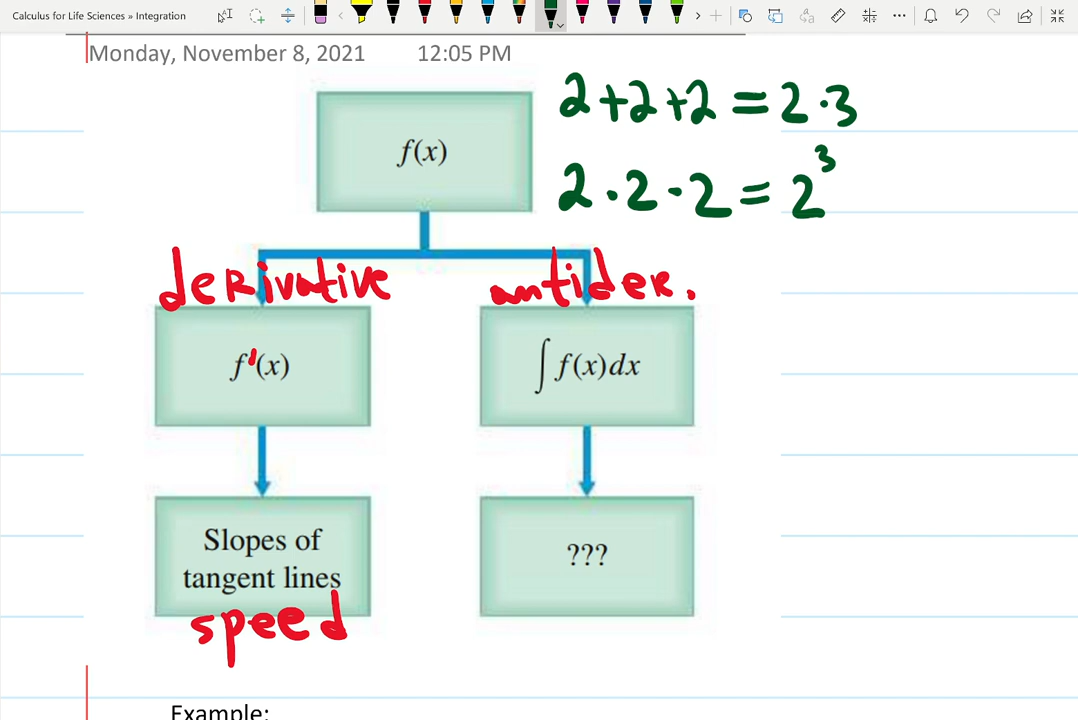 Calculus for Life Sciences » Integration
Monday, November 8, 2021 12:05 PM
f(x)
2+2+2=2·3
2·2·2=2³
derivative
antider.
f'(x)
∫ f(x)dx
Slopes of
tangent lines
speed
???
Example: